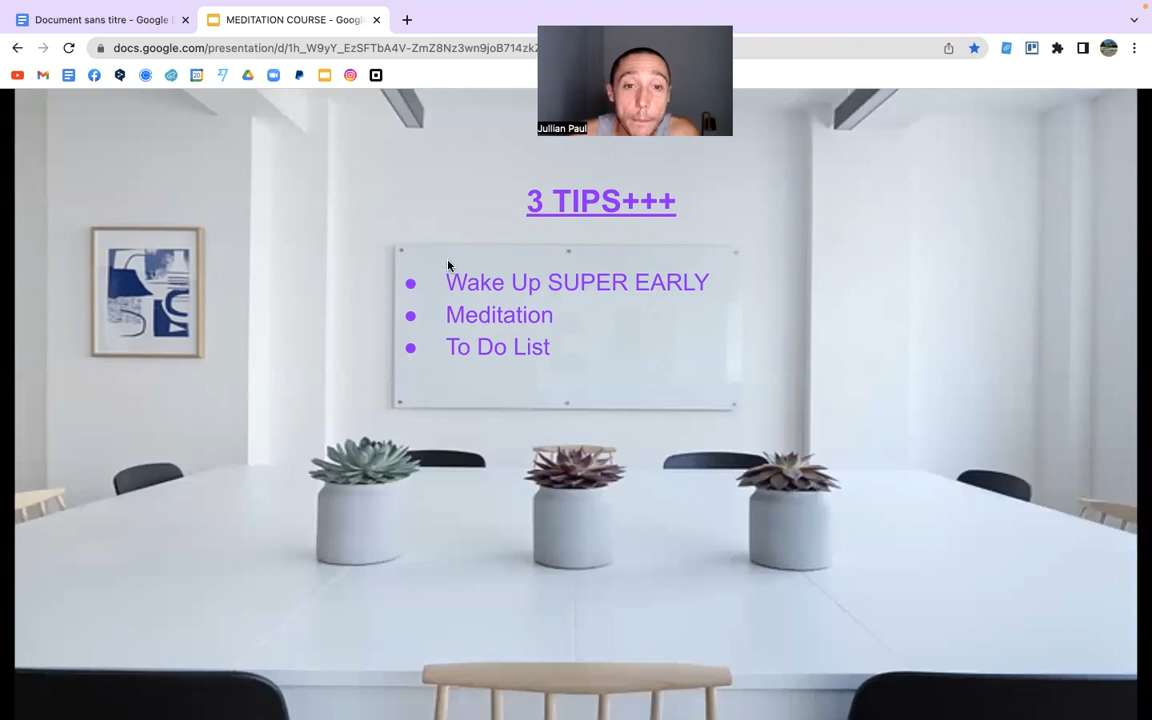 Document sans titre - Google
MEDITATION COURSE - Googl
docs.google.com/presentation/d/1h_W9yY_EzSFTbA4V-ZmZ8Nz3wn9joB714zkZ
Jullian Paul
3 TIPS+++
● Wake Up SUPER EARLY
● Meditation
● To Do List